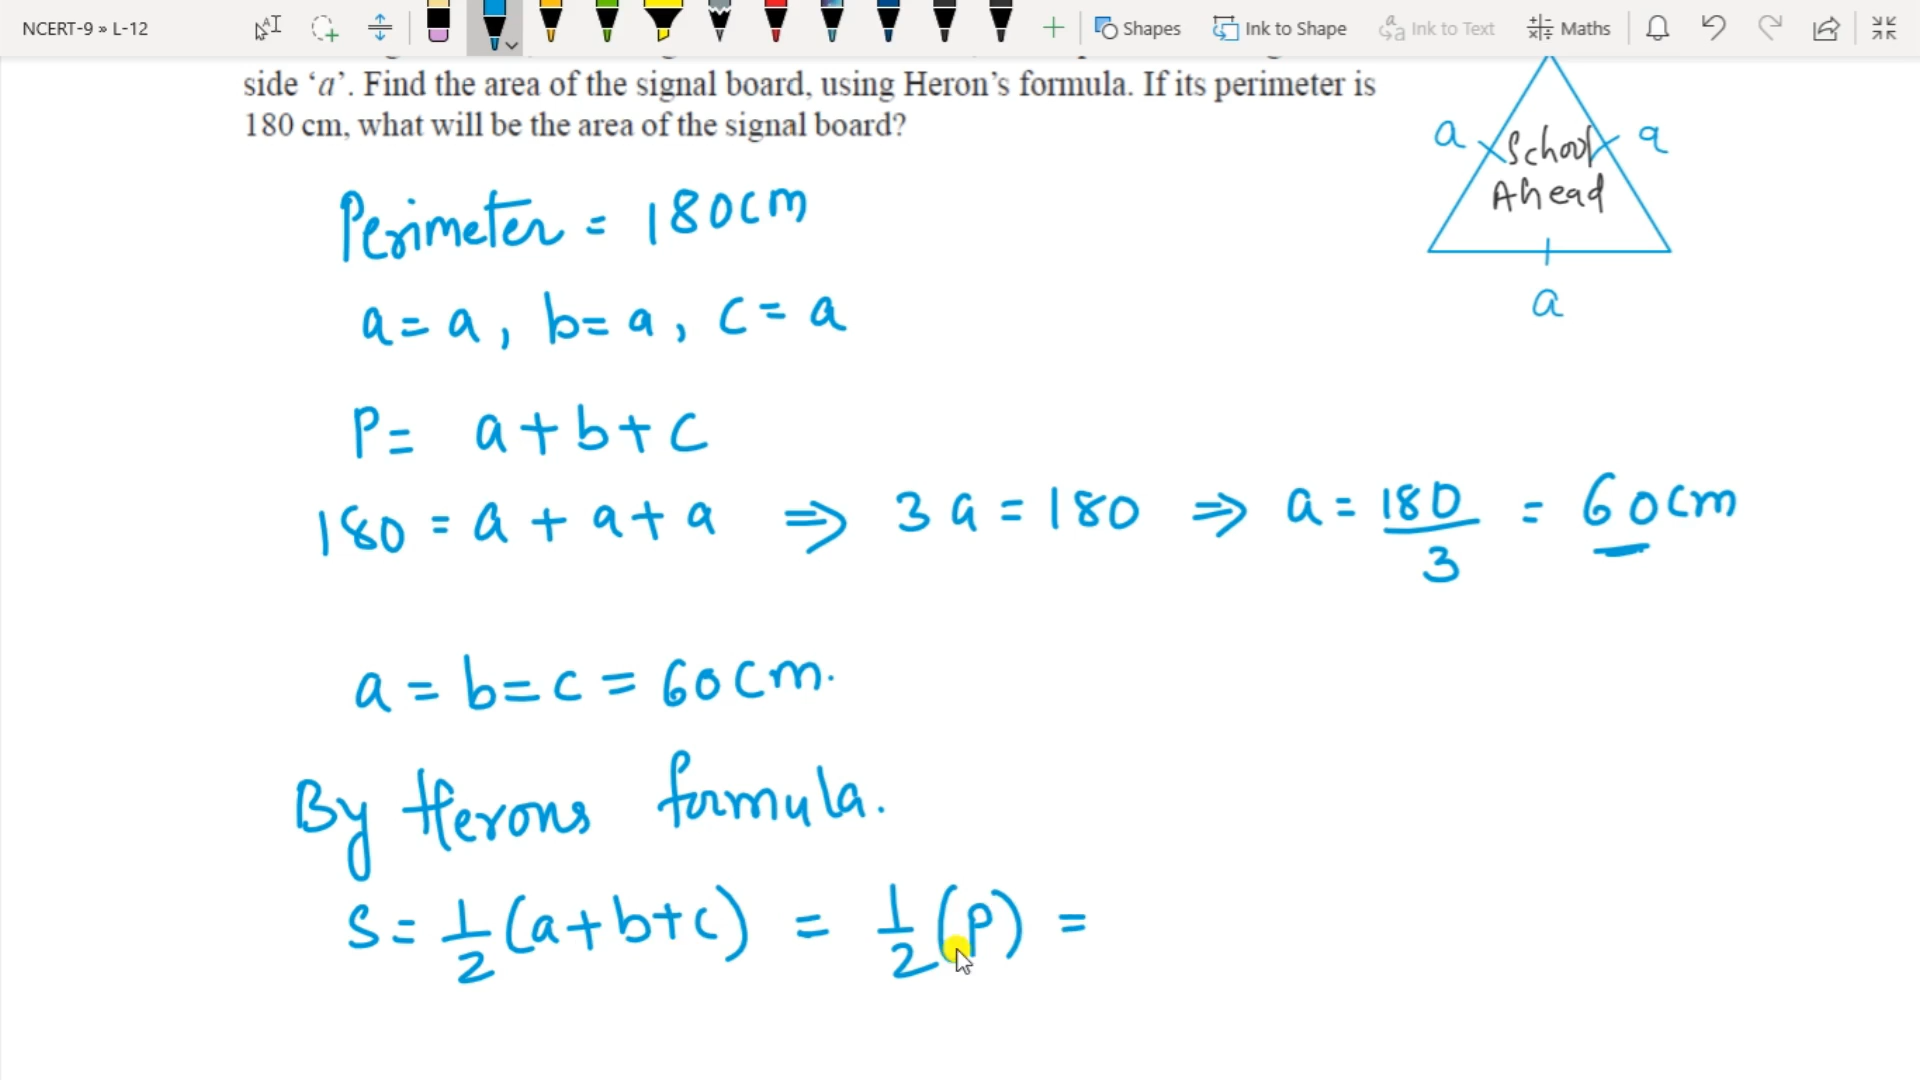 NCERT-9 » L-12
Shapes
Ink to Shape
Ink to Text
Maths
side ‘a’. Find the area of the signal board, using Heron’s formula. If its perimeter is
180 cm, what will be the area of the signal board?
a School a
Ahead
a
Perimeter = 180cm
a = a, b = a, c = a
P = a + b + c
180 = a + a + a ⇒ 3a = 180 ⇒ a = 180/3 = 60cm
a = b = c = 60cm.
By Herons formula.
S = 1/2 (a+b+c) = 1/2 (P) =